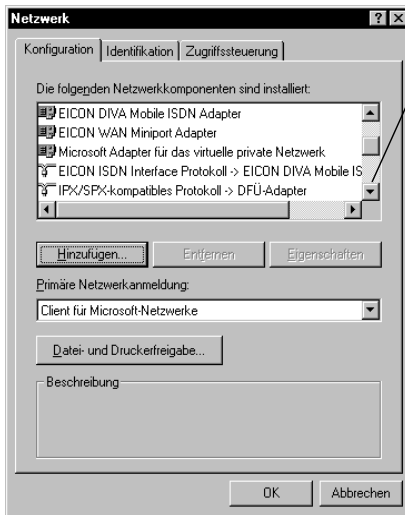 Netzwerk
Konfiguration Identifikation Zugriffssteuerung
Die folgenden Netzwerkkomponenten sind installiert:
EICON DIVA Mobile ISDN Adapter
EICON WAN Miniport Adapter
Microsoft Adapter für das virtuelle private Netzwerk
EICON ISDN Interface Protokoll -> EICON DIVA Mobile IS
IPX/SPX-kompatibles Protokoll -> DFÜ-Adapter
Hinzufügen... Entfernen Eigenschaften
Primäre Netzwerkanmeldung:
Client für Microsoft-Netzwerke
Datei- und Druckerfreigabe...
Beschreibung
OK Abbrechen